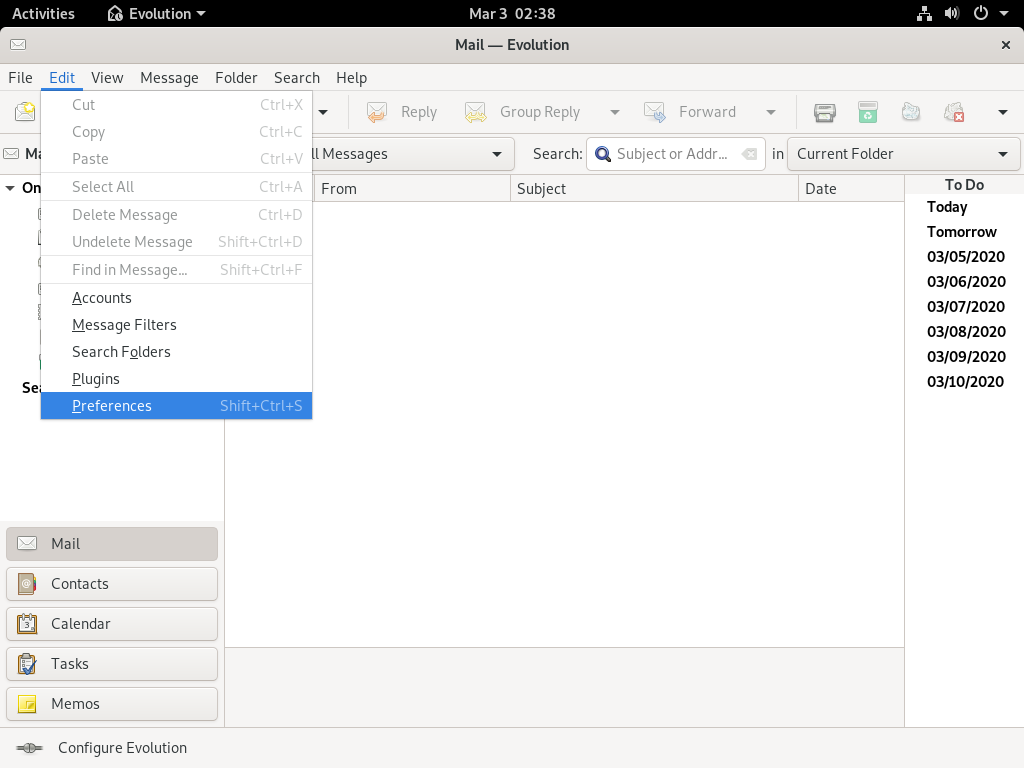 Activities Evolution Mar 3 02:38
Mail — Evolution
File Edit View Message Folder Search Help
Reply Group Reply Forward
All Messages Search: Subject or Addr... in Current Folder
On
From Subject Date
To Do
Today
Tomorrow
03/05/2020
03/06/2020
03/07/2020
03/08/2020
03/09/2020
03/10/2020
Cut Ctrl+X
Copy Ctrl+C
Paste Ctrl+V
Select All Ctrl+A
Delete Message Ctrl+D
Undelete Message Shift+Ctrl+D
Find in Message... Shift+Ctrl+F
Accounts
Message Filters
Search Folders
Plugins
Preferences Shift+Ctrl+S
Mail
Contacts
Calendar
Tasks
Memos
Configure Evolution